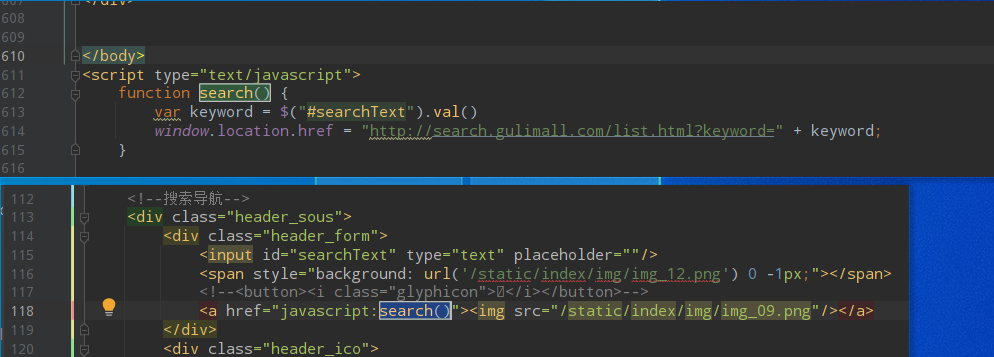 607 </div>
608
609
610 </body>
611 <script type="text/javascript">
612 function search() {
613 var keyword = $("#searchText").val()
614 window.location.href = "http://search.gulimall.com/list.html?keyword=" + keyword;
615 }
616
112 <!--搜索导航-->
113 <div class="header_sous">
114 <div class="header_form">
115 <input id="searchText" type="text" placeholder=""/>
116 <span style="background: url('/static/index/img/img_12.png') 0 -1px;"></span>
117 <!--<button><i class="glyphicon"></i></button>-->
118 <a href="javascript:search()"><img src="/static/index/img/img_09.png"/></a>
119 </div>
120 <div class="header_ico">